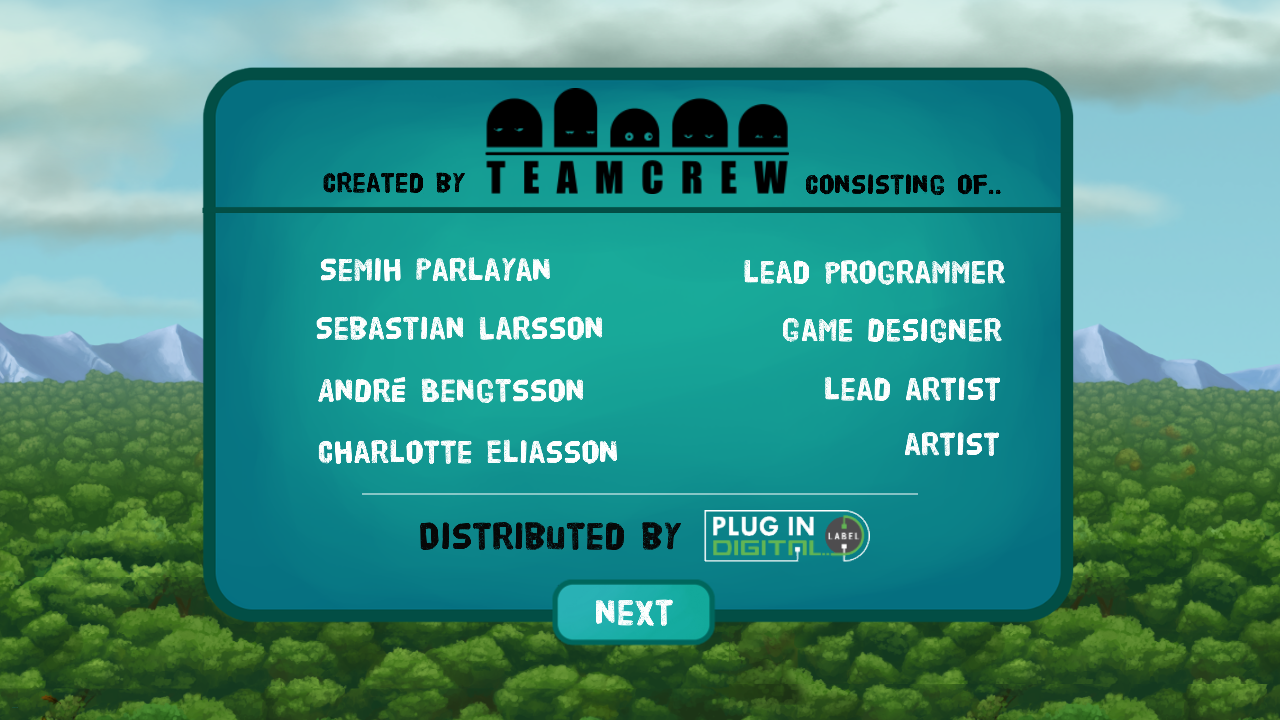 CREATED BY TEAMCREW CONSISTING OF..
SEMIH PARLAYAN LEAD PROGRAMMER
SEBASTIAN LARSSON GAME DESIGNER
ANDRÉ BENGTSSON LEAD ARTIST
CHARLOTTE ELIASSON ARTIST
DISTRIBUTED BY PLUG IN DIGITAL... LABEL
NEXT